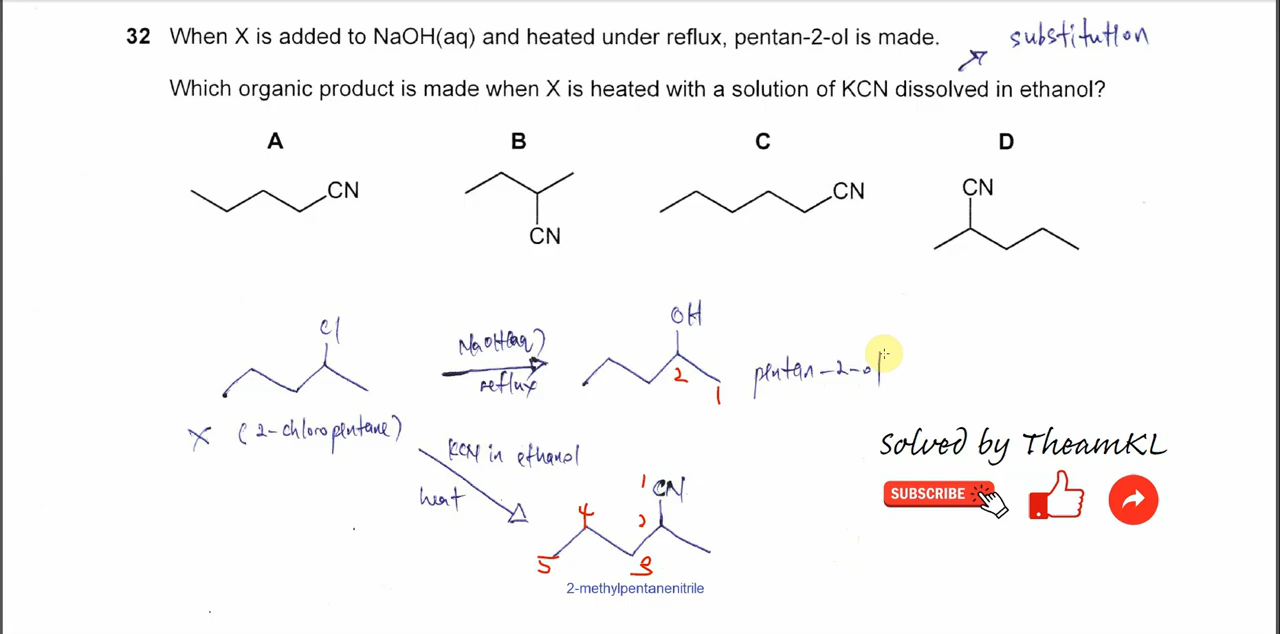 32 When X is added to NaOH(aq) and heated under reflux, pentan-2-ol is made.
substitution
Which organic product is made when X is heated with a solution of KCN dissolved in ethanol?
A B C D
CN
CN
CN
CN
Cl
NaOH(aq)
reflux
OH
2
1
pentan-2-ol
X (2-chloropentane)
KCN in ethanol
heat
Solved by TheamKL
SUBSCRIBE
1 CN
2
3
4
5
2-methylpentanenitrile